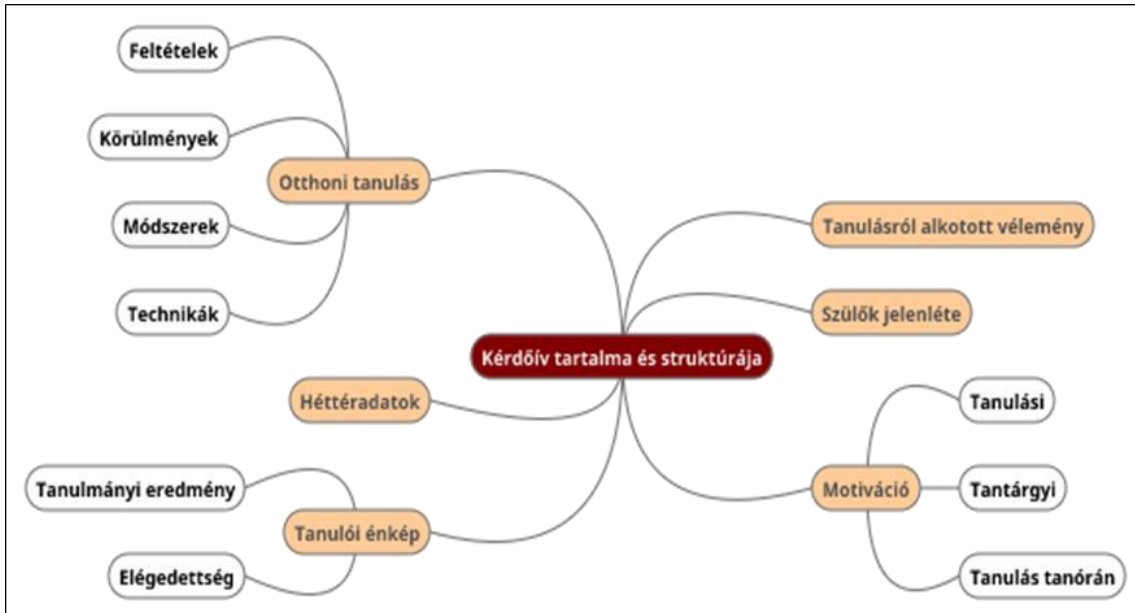 Feltételek
Körülmények
Otthoni tanulás
Módszerek
Technikák
Tanulásról alkotott vélemény
Szülők jelenléte
Kérdőív tartalma és struktúrája
Héttéradatok
Tanulmányi eredmény
Tanulói énkép
Elégedettség
Tanulási
Motiváció
Tantárgyi
Tanulás tanórán